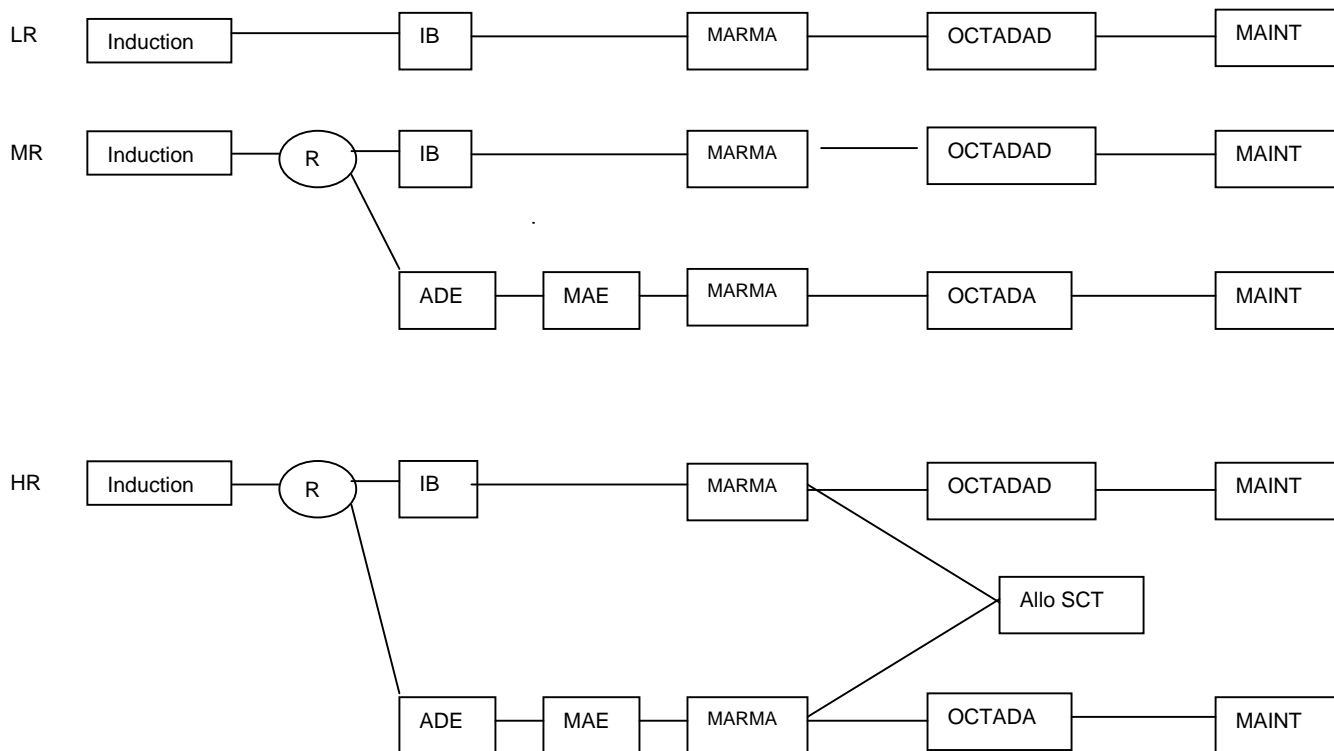 LR Induction IB MARMA OCTADAD MAINT
MR Induction R IB MARMA OCTADAD MAINT
ADE MAE MARMA OCTADA MAINT
HR Induction R IB MARMA OCTADAD MAINT
Allo SCT
ADE MAE MARMA OCTADA MAINT